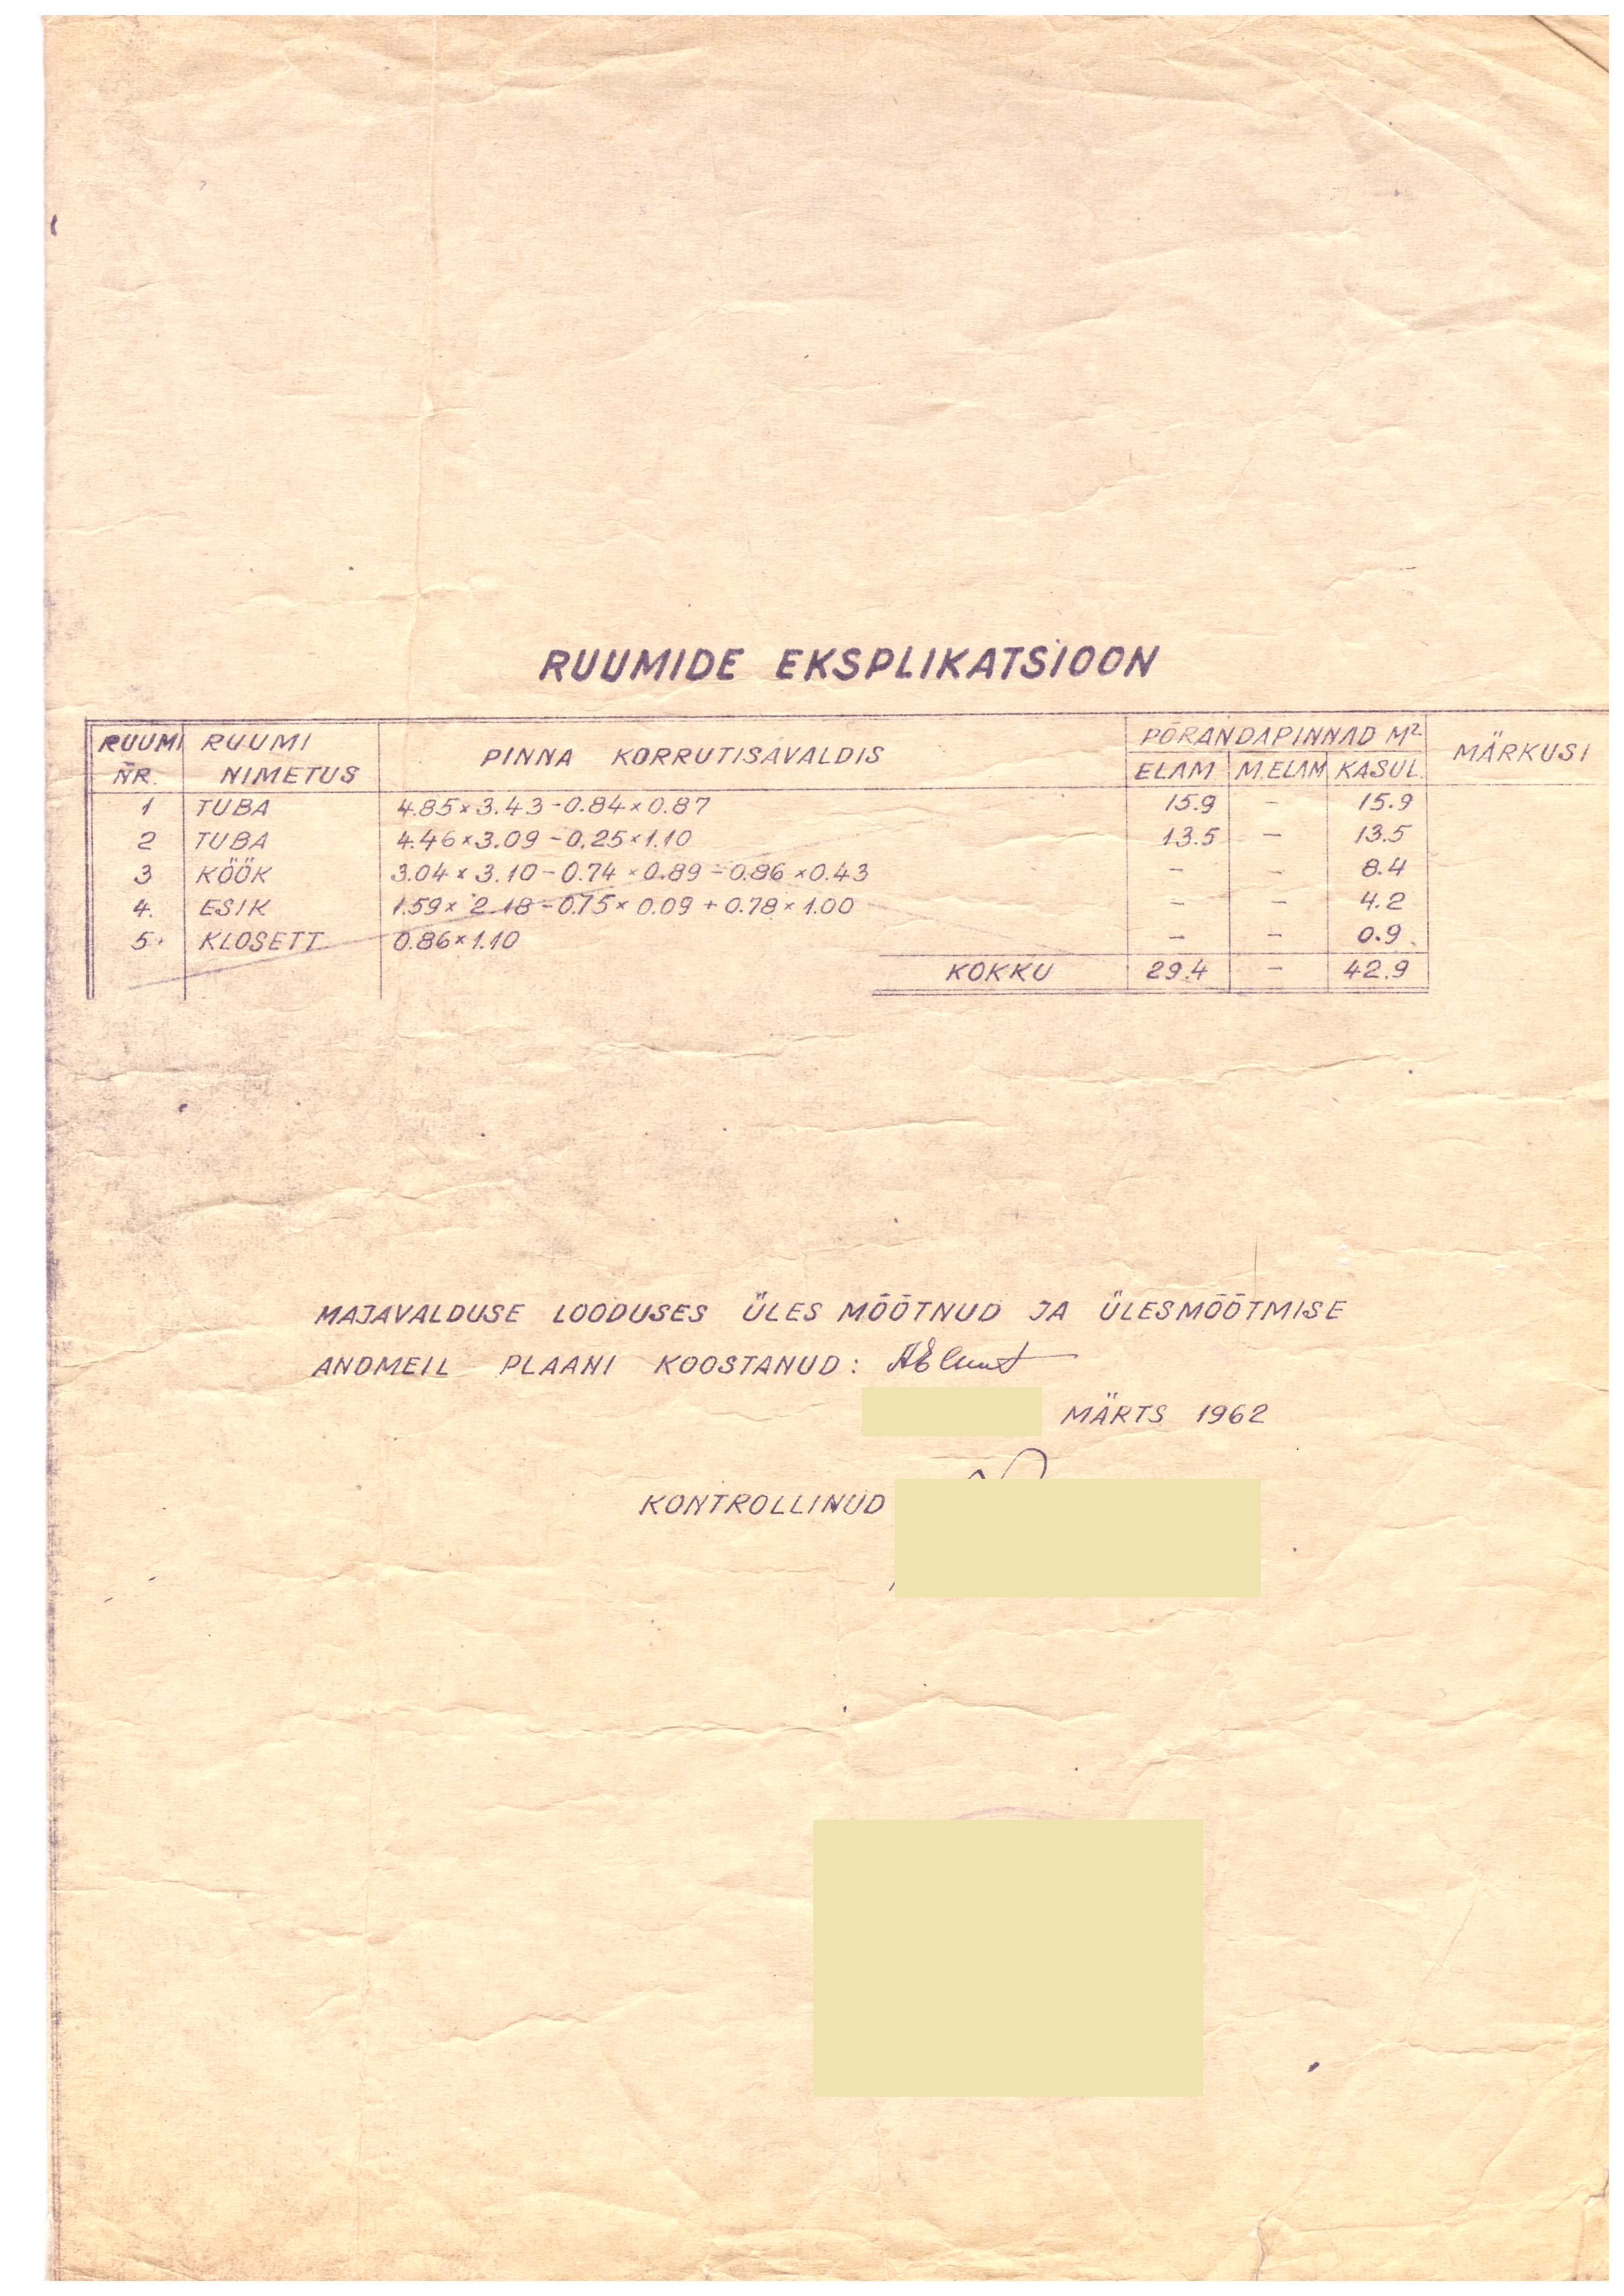 RUUMIDE EKSPLIKATSIOON
RUUMI NR. RUUMI NIMETUS PINNA KORRUTISAVALDIS PÕRANDAPINNAD M² MÄRKUSI
ELAM M.ELAM KASUL.
1 TUBA 4.85×3.43-0.84×0.87 15.9 - 15.9
2 TUBA 4.46×3.09-0.25×1.10 13.5 - 13.5
3 KÖÖK 3.04×3.10-0.74×0.89-0.86×0.43 - - 8.4
4. ESIK 1.59×2.18-0.75×0.09+0.78×1.00 - - 4.2
5. KLOSETT 0.86×1.10 - - 0.9
KOKKU 29.4 - 42.9
MAJAVALDUSE LOODUSES ÜLES MÕÕTNUD JA ÜLESMÕÕTMISE
ANDMEIL PLAANI KOOSTANUD:
MÄRTS 1962
KONTROLLINUD